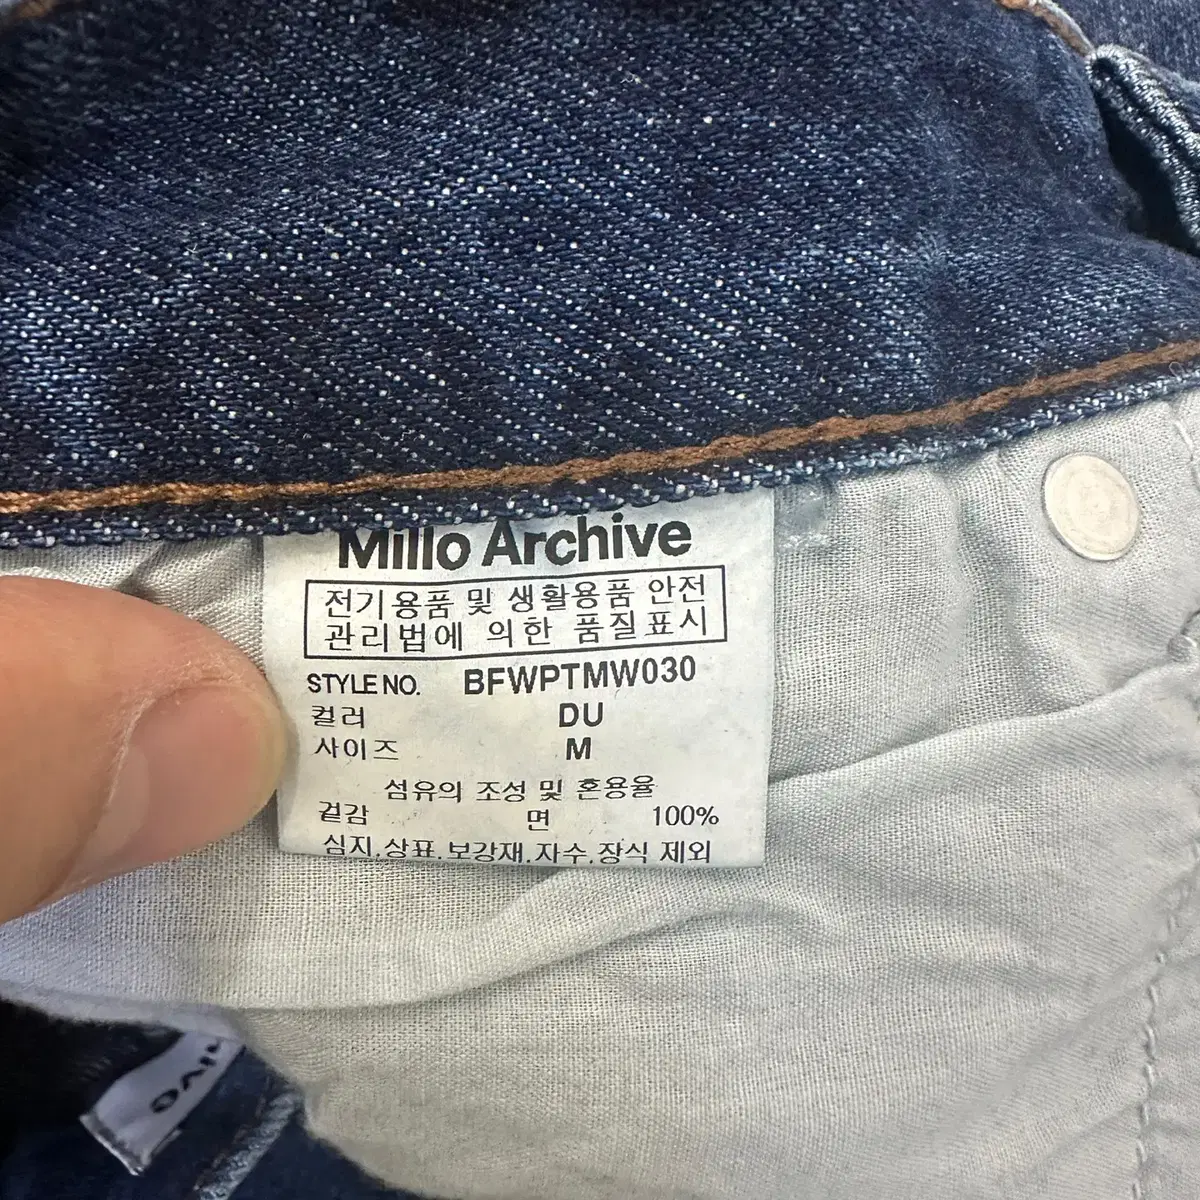 Millo Archive
전기용품 및 생활용품 안전
관리법에 의한 품질표시
STYLE NO. BFWPTMW030
컬러 DU
사이즈 M
섬유의 조성 및 혼용율
겉감 면 100%
심지,상표,보강재,자수,장식 제외